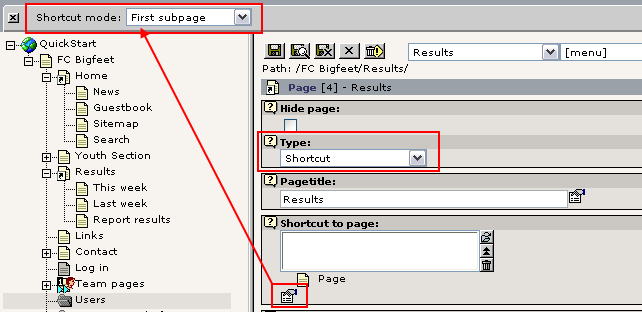 Shortcut mode: First subpage
QuickStart
FC Bigfeet
Home
News
Guestbook
Sitemap
Search
Youth Section
Results
This week
Last week
Report results
Links
Contact
Log in
Team pages
Users
Results [menu]
Path: /FC Bigfeet/Results/
Page [4] - Results
? Hide page:
? Type:
Shortcut
? Pagetitle:
Results
? Shortcut to page:
Page